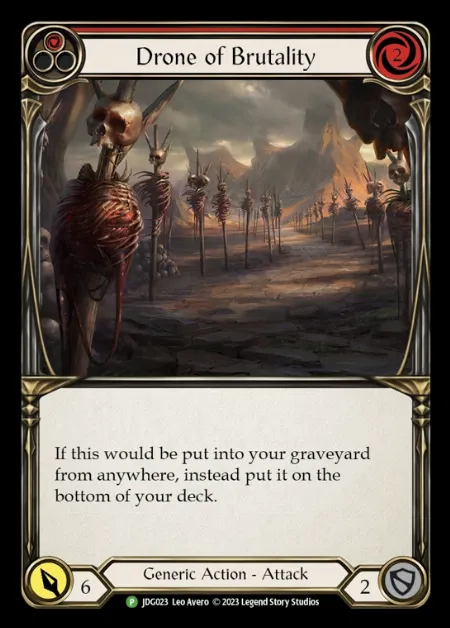 Drone of Brutality
2
If this would be put into your graveyard
from anywhere, instead put it on the
bottom of your deck.
6
Generic Action - Attack
2
P JDG023 Leo Avero © 2023 Legend Story Studios